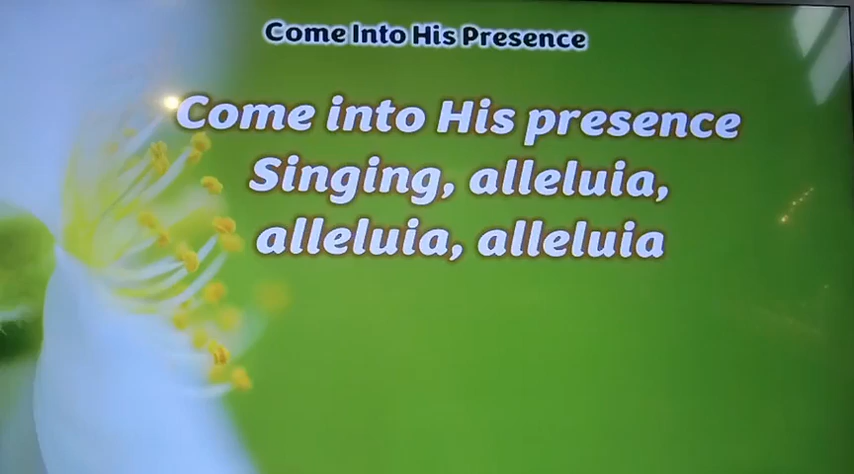 Come Into His Presence
Come into His presence
Singing, alleluia,
alleluia, alleluia